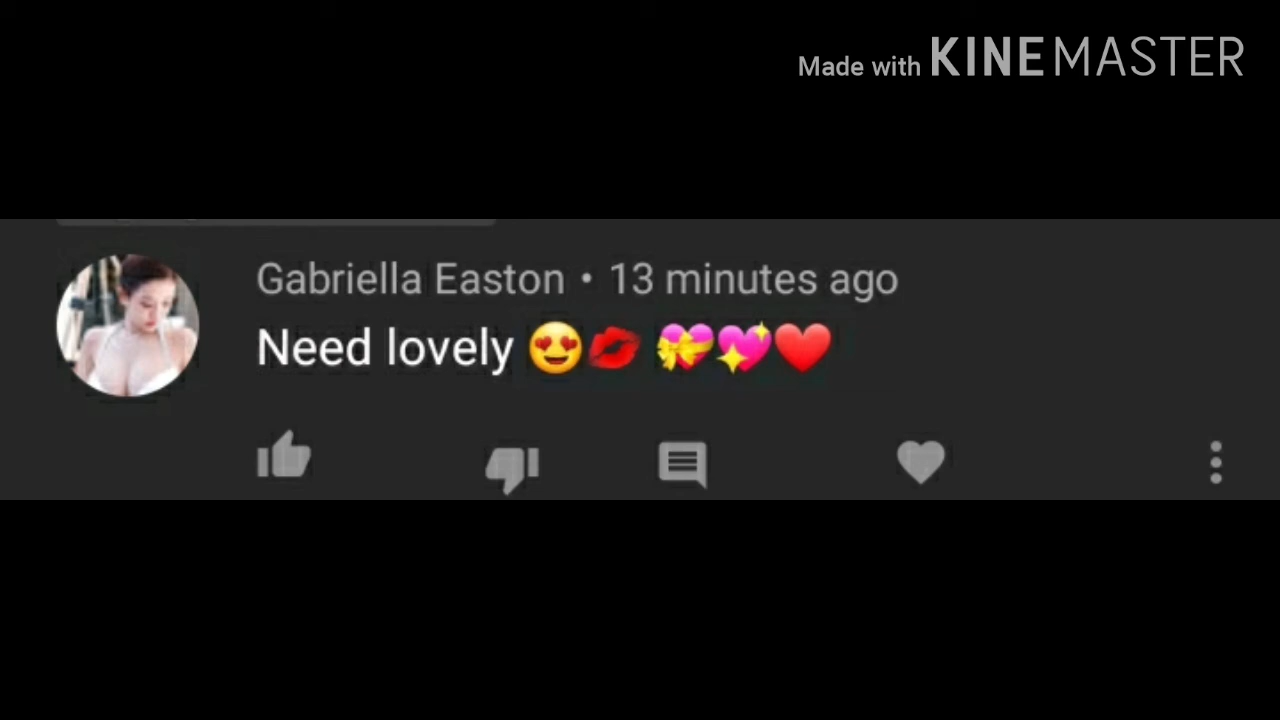 Made with KINEMASTER
Gabriella Easton • 13 minutes ago
Need lovely 😍💋 💝💖❤️